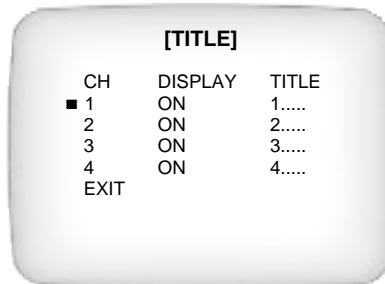 [TITLE]
CH DISPLAY TITLE
1 ON 1.....
2 ON 2.....
3 ON 3.....
4 ON 4.....
EXIT